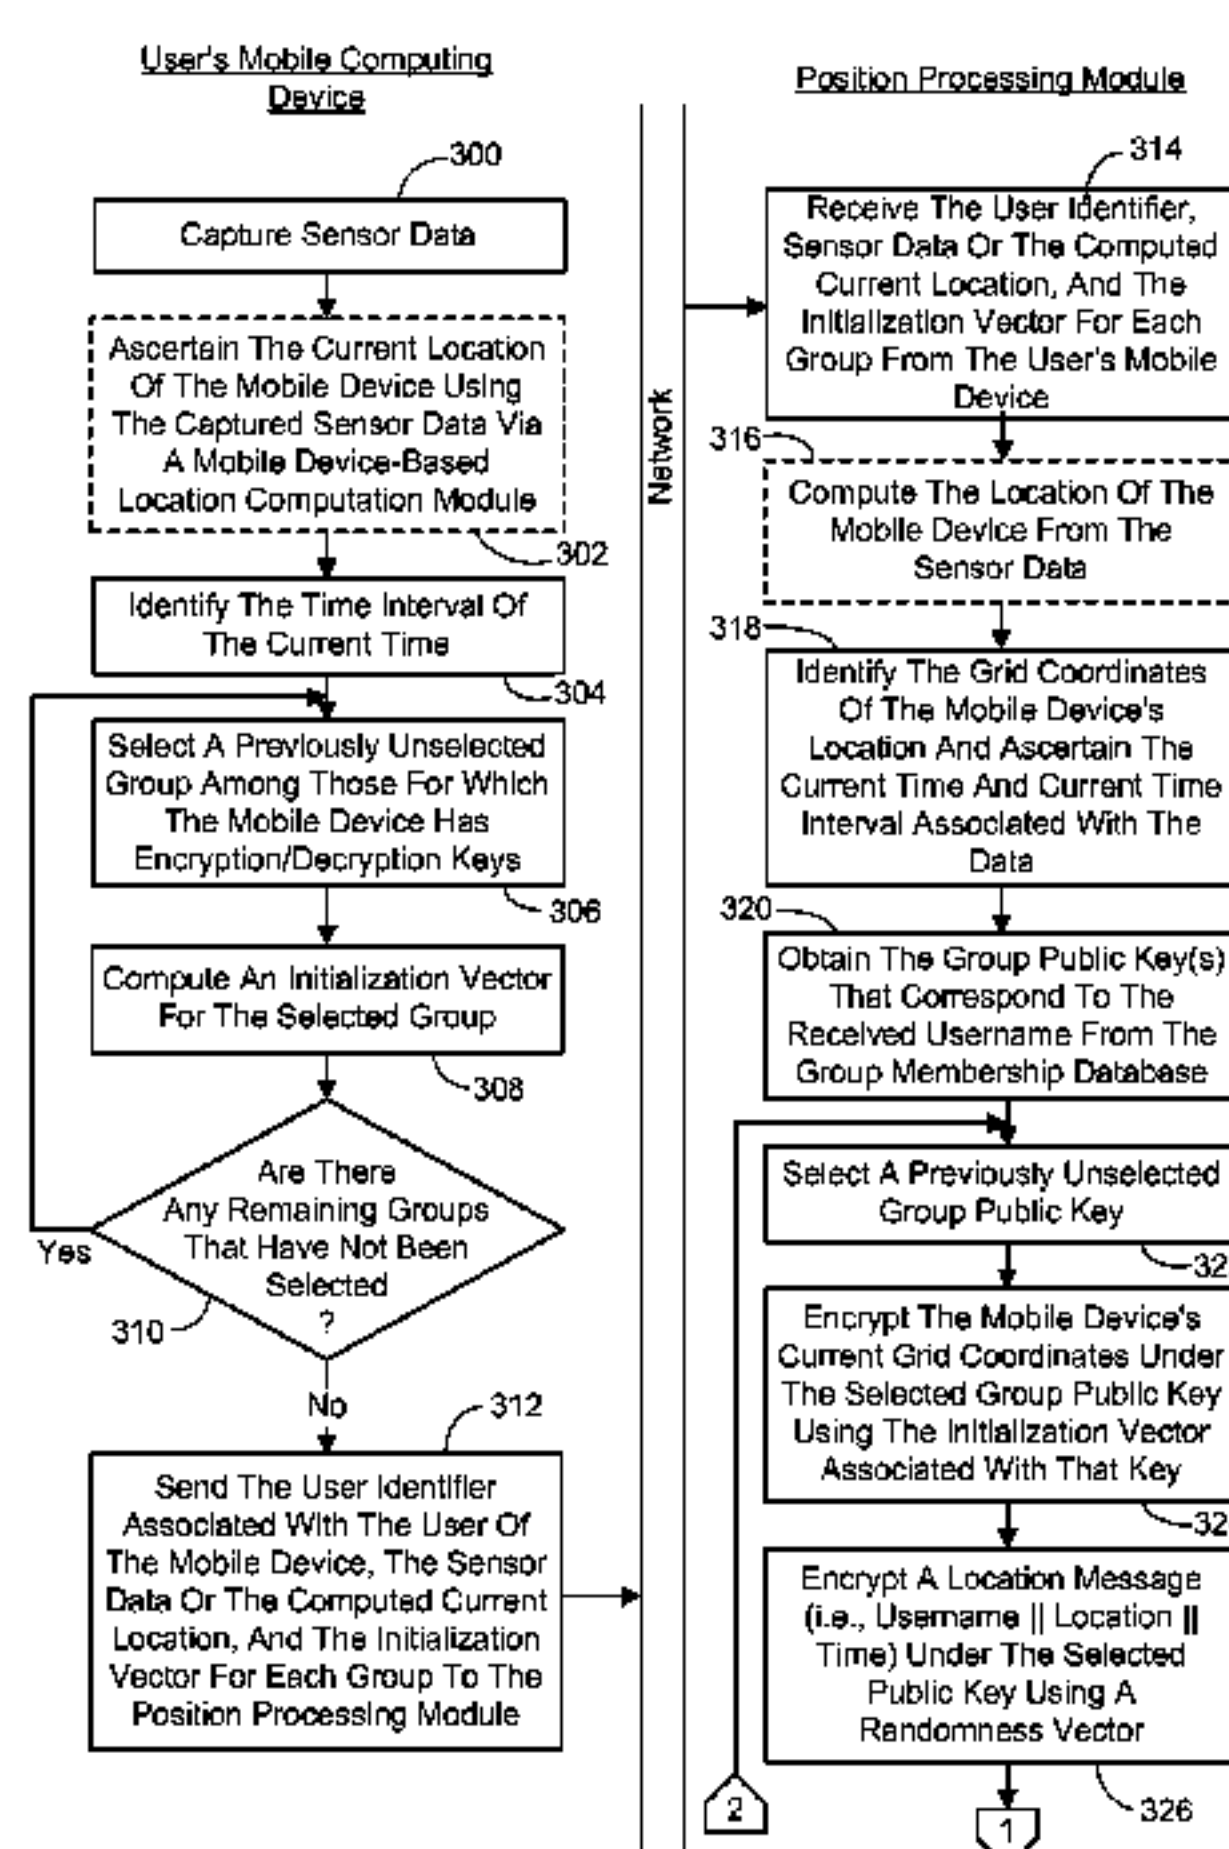 User's Mobile Computing
Device
300
Capture Sensor Data
Ascertain The Current Location
Of The Mobile Device Using
The Captured Sensor Data Via
A Mobile Device-Based
Location Computation Module
302
Identify The Time Interval Of
The Current Time
304
Select A Previously Unselected
Group Among Those For Which
The Mobile Device Has
Encryption/Decryption Keys
306
Compute An Initialization Vector
For The Selected Group
308
Are There
Any Remaining Groups
That Have Not Been
Selected
?
Yes
310
No
312
Send The User Identifier
Associated With The User Of
The Mobile Device, The Sensor
Data Or The Computed Current
Location, And The Initialization
Vector For Each Group To The
Position Processing Module
Network
Position Processing Module
314
Receive The User Identifier,
Sensor Data Or The Computed
Current Location, And The
Initialization Vector For Each
Group From The User's Mobile
Device
316
Compute The Location Of The
Mobile Device From The
Sensor Data
318
Identify The Grid Coordinates
Of The Mobile Device's
Location And Ascertain The
Current Time And Current Time
Interval Associated With The
Data
320
Obtain The Group Public Key(s)
That Correspond To The
Received Username From The
Group Membership Database
Select A Previously Unselected
Group Public Key
32
Encrypt The Mobile Device's
Current Grid Coordinates Under
The Selected Group Public Key
Using The Initialization Vector
Associated With That Key
32
Encrypt A Location Message
(i.e., Username || Location ||
Time) Under The Selected
Public Key Using A
Randomness Vector
326
2
1